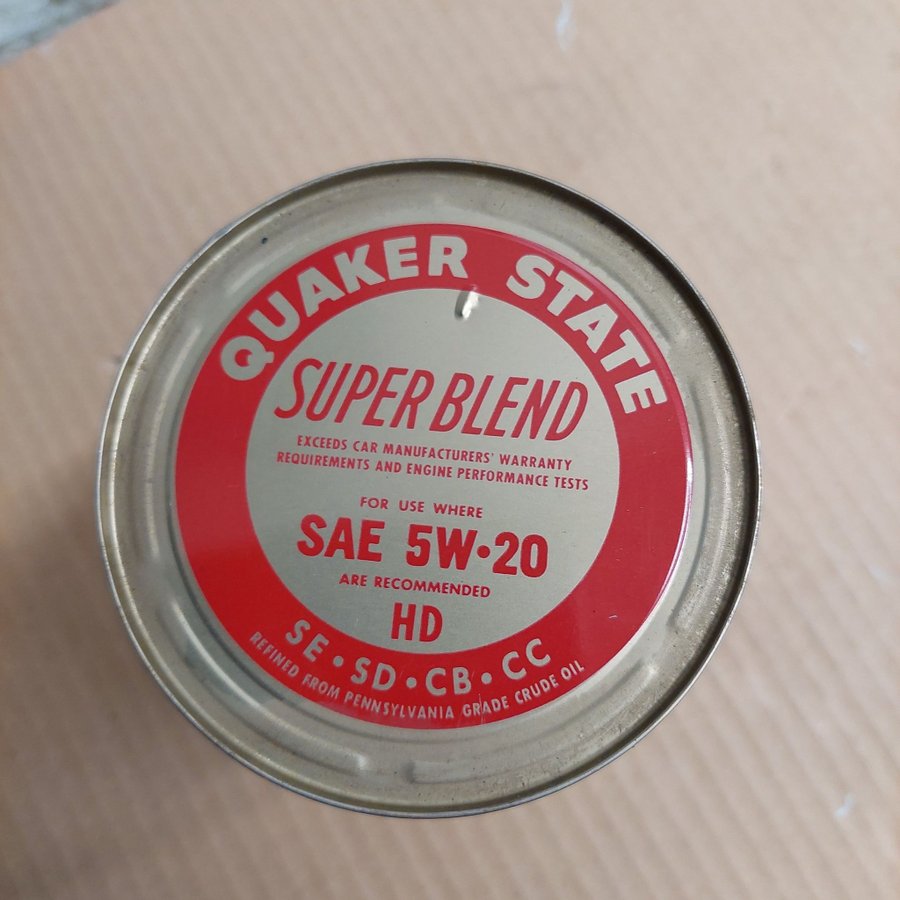 QUAKER STATE
SUPER BLEND
EXCEEDS CAR MANUFACTURERS' WARRANTY
REQUIREMENTS AND ENGINE PERFORMANCE TESTS
FOR USE WHERE
SAE 5W•20
ARE RECOMMENDED
HD
SE • SD • CB • CC
REFINED FROM PENNSYLVANIA GRADE CRUDE OIL